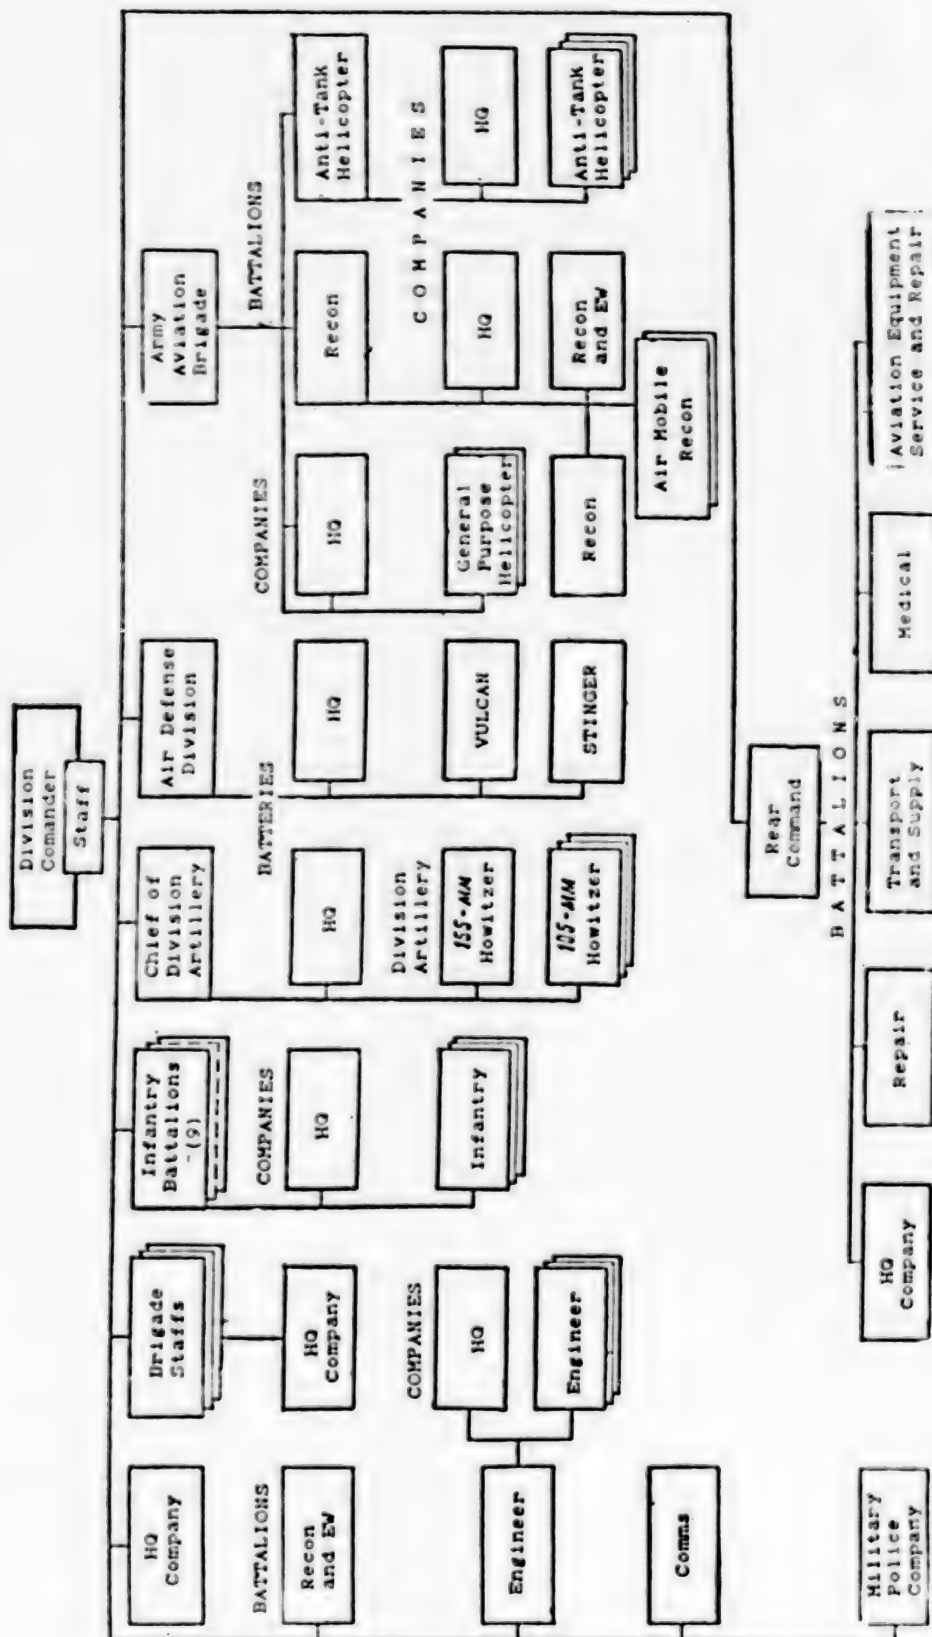 Division
Comander
Staff
HQ
Company
Brigade
Staffs
Infantry
Battalions
-(9)
Chief of
Division
Artillery
Air Defense
Division
Army
Aviation
Brigade
BATTALIONS
Recon
and EW
HQ
Company
COMPANIES
HQ
BATTERIES
HQ
HQ
COMPANIES
HQ
BATTALIONS
Recon
Anti-Tank
Helicopter
COMPANIES
Engineer
HQ
Engineer
Infantry
Division
Artillery
155-MM
Howitzer
105-MM
Howitzer
VULCAN
STINGER
General
Purpose
Helicopter
COMPANIES
HQ
HQ
Recon
Recon
and EW
Anti-Tank
Helicopter
Air Mobile
Recon
Comms
Military
Police
Company
Rear
Command
BATTALIONS
HQ
Company
Repair
Transport
and Supply
Medical
Aviation Equipment
Service and Repair